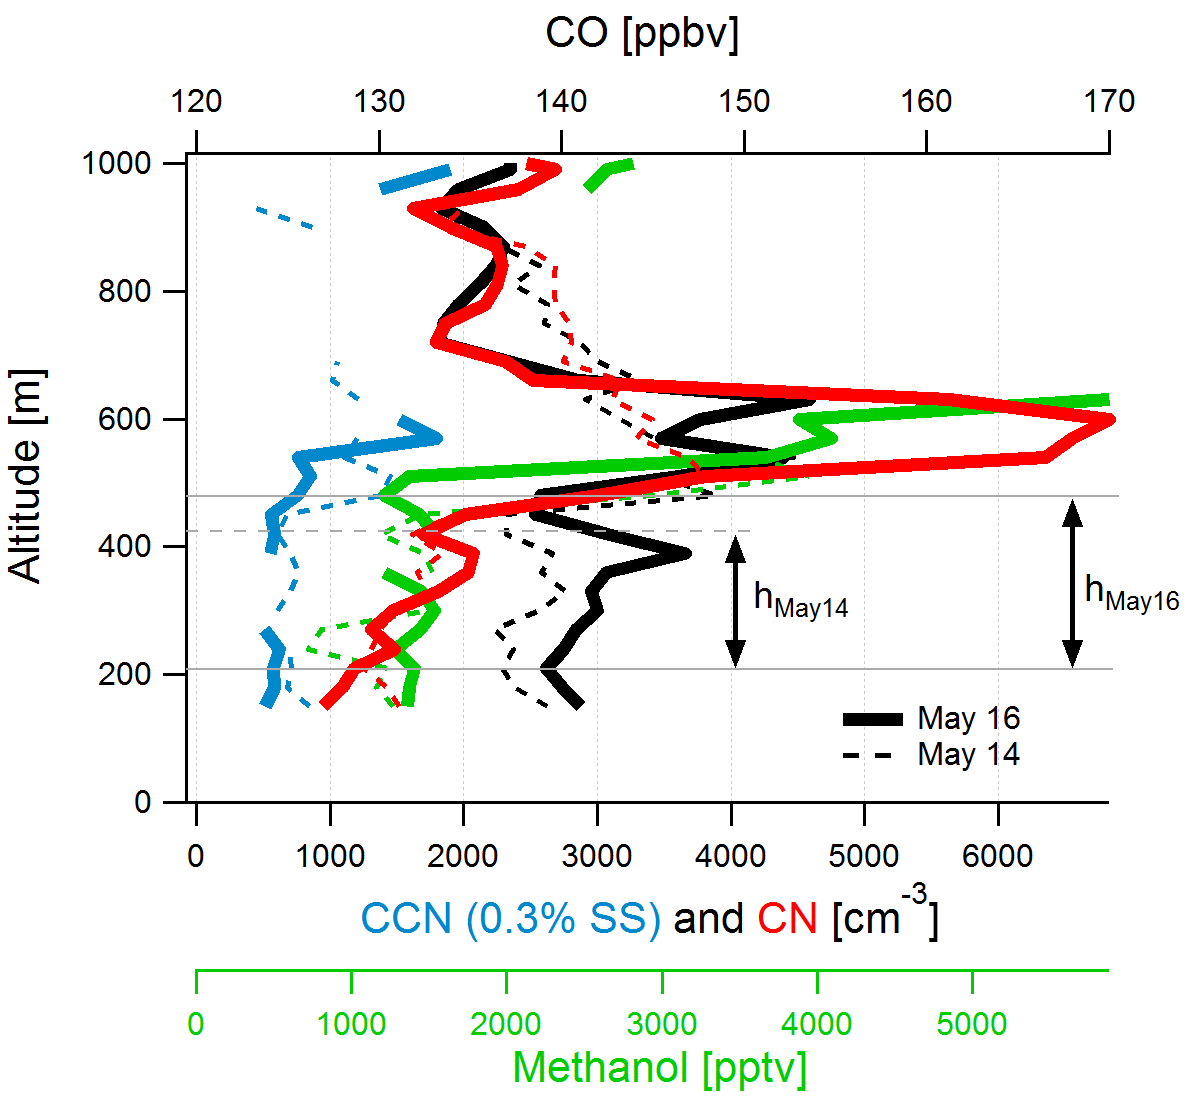 CO [ppbv]
120 130 140 150 160 170
1000
800
600
400
200
0
Altitude [m]
hMay14
hMay16
May 16
May 14
0 1000 2000 3000 4000 5000 6000
CCN (0.3% SS) and CN [cm-3]
0 1000 2000 3000 4000 5000
Methanol [pptv]